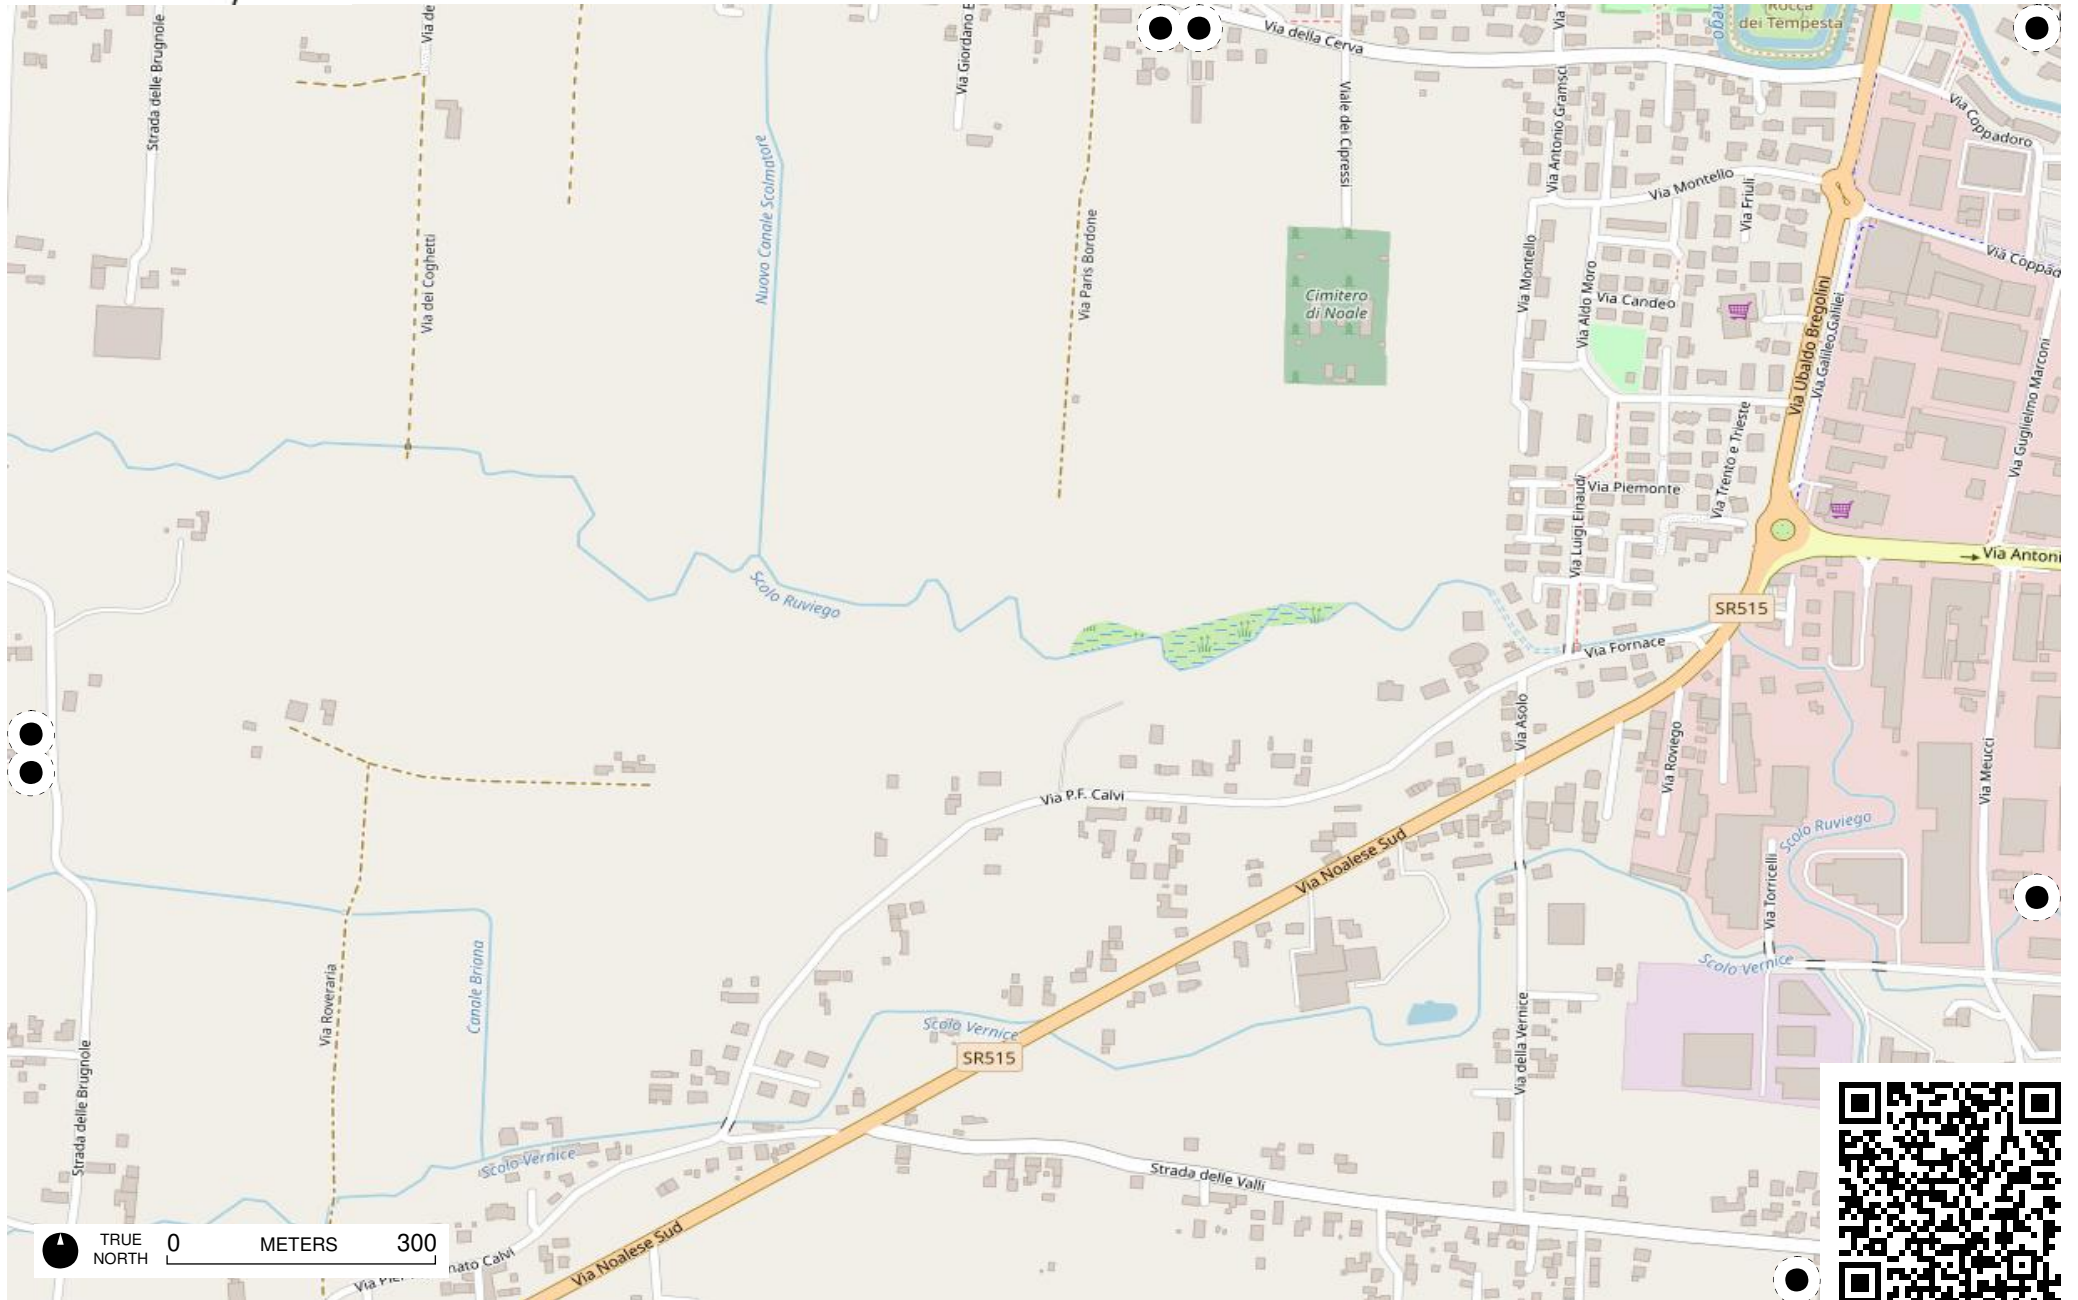 Strada delle Brugnole
Via de
Via Giordano B
Via della Cerva
Via
Rocca
dei Tempesta
Via Coppadoro
Viale dei Cipressi
Via Antonio Gramsci
Via Montello
Via Friuli
Nuovo Canale Scolmatore
Via dei Coghetti
Via Paris Bordone
Cimitero
di Noale
Via Montello
Via Aldo Moro
Via Candeo
Via Ubaldo Bregolini
Via Galileo Galilei
Via Coppad
Via Guglielmo Marconi
Via Trento e Trieste
Via Piemonte
Via Luigi Einaudi
Via Antoni
Scolo Ruviego
SR515
Via Fornace
Via Asolo
Via Roviego
Via Meucci
Via P.F. Calvi
Via Noalese Sud
Scolo Ruviego
Via Torricelli
Scolo Vernice
Via Roveraria
Canale Briana
Scolo Vernice
SR515
Via della Vernice
Strada delle Brugnole
Scolo Vernice
Strada delle Valli
Via Noalese Sud
nato Calvi
TRUE
NORTH
0 METERS 300